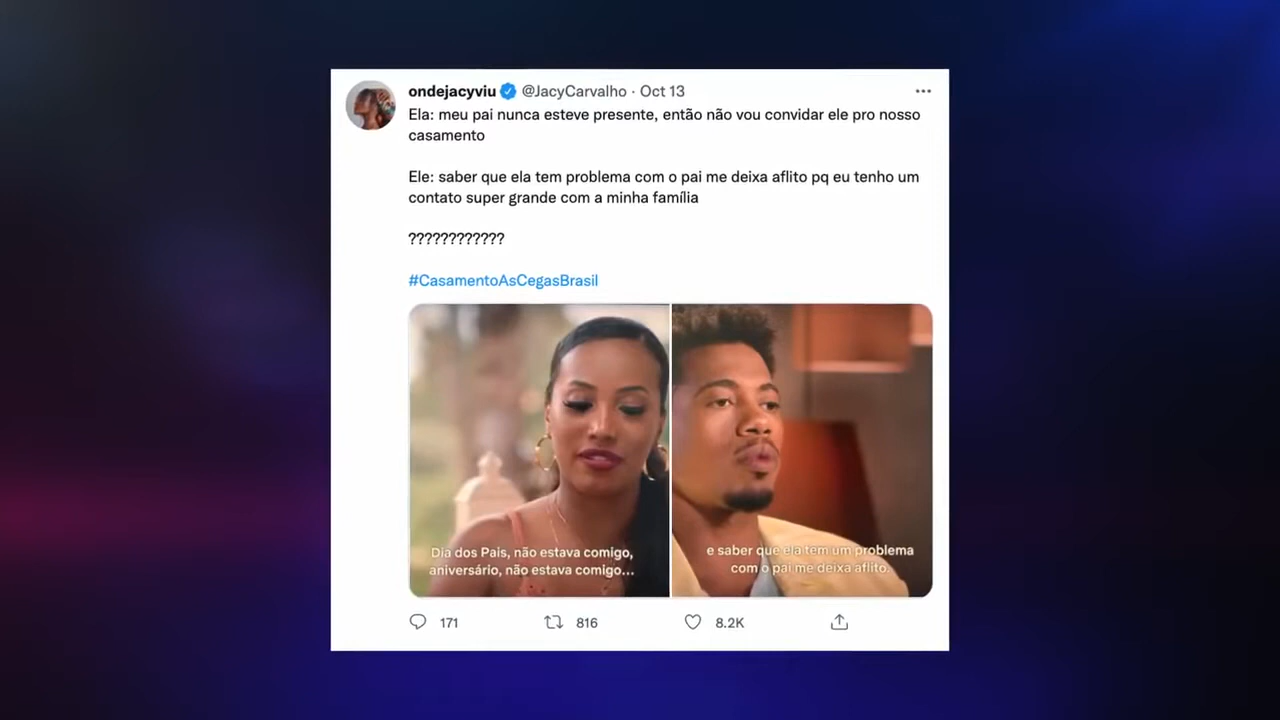 ondejacyviu @JacyCarvalho · Oct 13
Ela: meu pai nunca esteve presente, então não vou convidar ele pro nosso
casamento
Ele: saber que ela tem problema com o pai me deixa aflito pq eu tenho um
contato super grande com a minha família
????????????
#CasamentoAsCegasBrasil
Dia dos Pais, não estava comigo,
aniversário, não estava comigo...
e saber que ela tem um problema
com o pai me deixa aflito.
171 816 8.2K